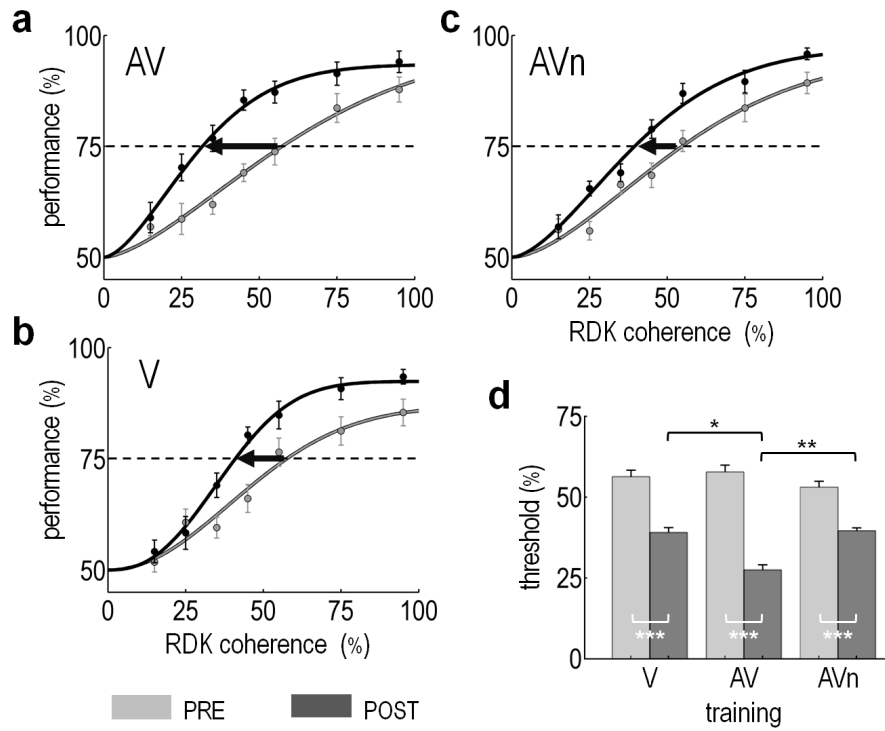 a
AV
100
75
50
performance (%)
0 25 50 75 100
b
V
100
75
50
performance (%)
0 25 50 75 100
RDK coherence (%)
c
AVn
100
75
50
0 25 50 75 100
RDK coherence (%)
d
75
50
25
0
threshold (%)
* **
*** *** ***
V AV AVn
training
PRE POST